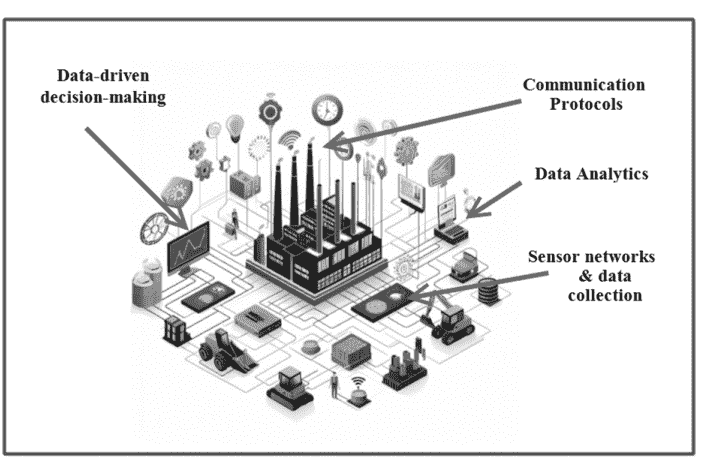 Data-driven
decision-making
Communication
Protocols
Data Analytics
Sensor networks
& data
collection